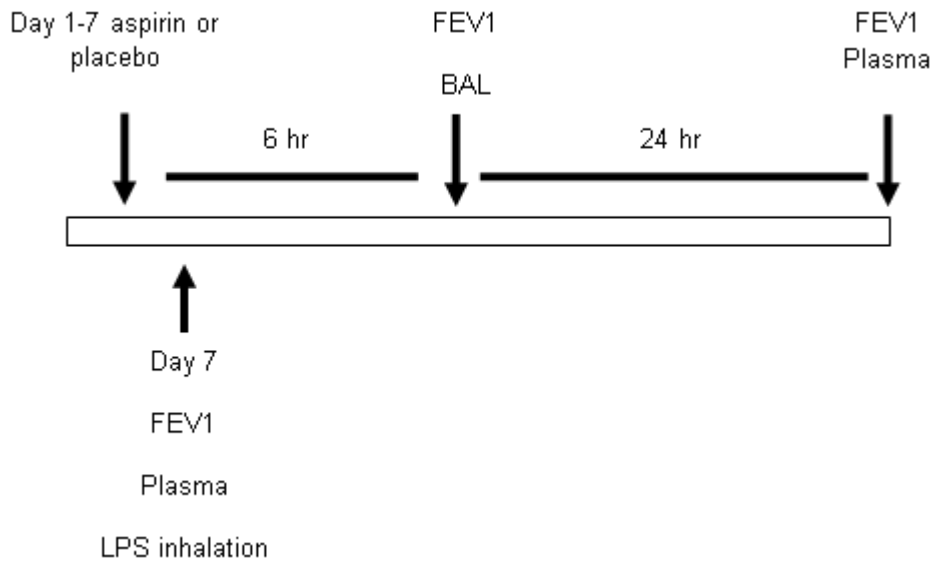 Day 1-7 aspirin or
placebo
FEV1
BAL
FEV1
Plasma
6 hr
24 hr
Day 7
FEV1
Plasma
LPS inhalation